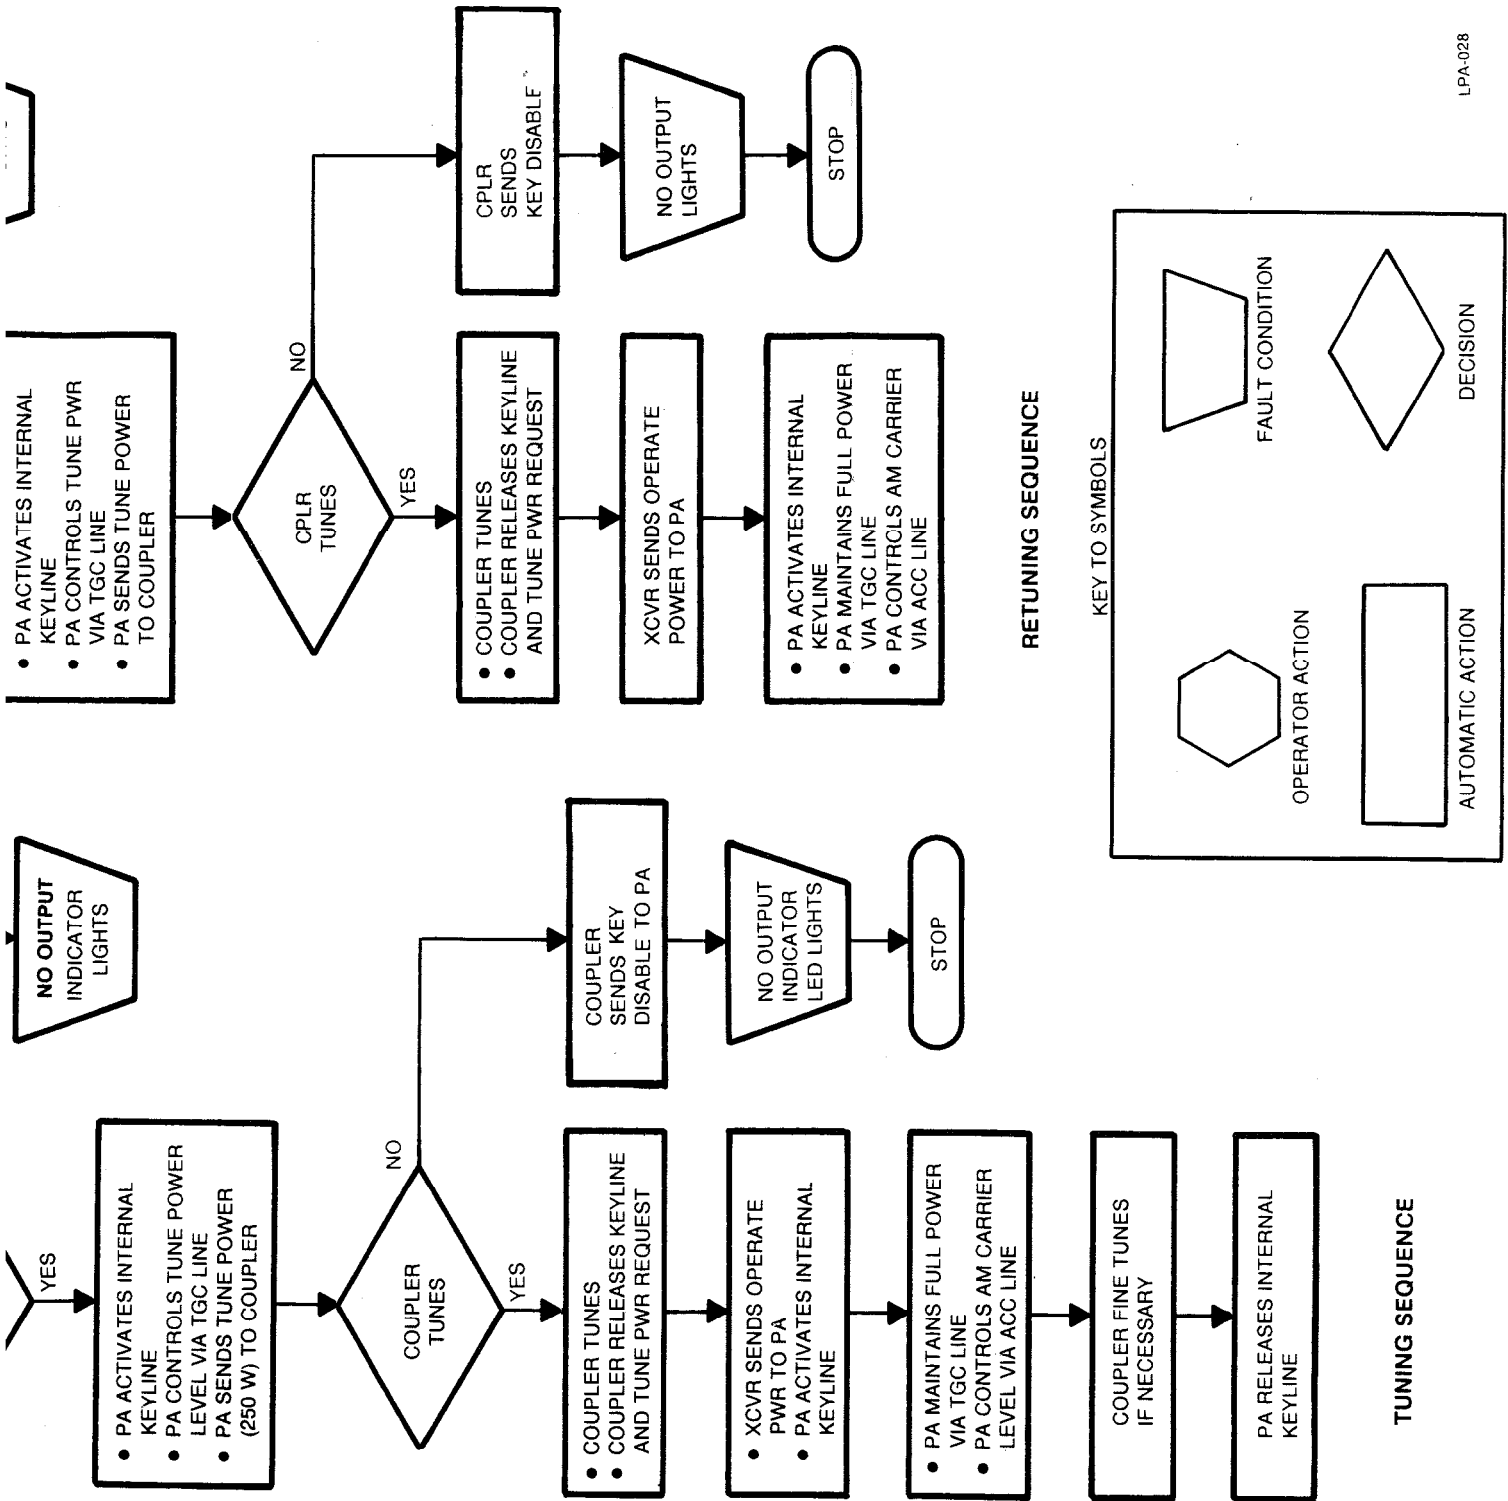 YES
• PA ACTIVATES INTERNAL
KEYLINE
• PA CONTROLS TUNE POWER
LEVEL VIA TGC LINE
• PA SENDS TUNE POWER
(250 W) TO COUPLER
COUPLER
TUNES
NO
YES
• COUPLER TUNES
• COUPLER RELEASES KEYLINE
AND TUNE PWR REQUEST
• XCVR SENDS OPERATE
PWR TO PA
• PA ACTIVATES INTERNAL
KEYLINE
• PA MAINTAINS FULL POWER
VIA TGC LINE
• PA CONTROLS AM CARRIER
LEVEL VIA ACC LINE
COUPLER FINE TUNES
IF NECESSARY
PA RELEASES INTERNAL
KEYLINE
TUNING SEQUENCE
NO OUTPUT
INDICATOR
LIGHTS
COUPLER
SENDS KEY
DISABLE TO PA
NO OUTPUT
INDICATOR
LED LIGHTS
STOP
• PA ACTIVATES INTERNAL
KEYLINE
• PA CONTROLS TUNE PWR
VIA TGC LINE
• PA SENDS TUNE POWER
TO COUPLER
CPLR
TUNES
NO
YES
• COUPLER TUNES
• COUPLER RELEASES KEYLINE
AND TUNE PWR REQUEST
XCVR SENDS OPERATE
POWER TO PA
• PA ACTIVATES INTERNAL
KEYLINE
• PA MAINTAINS FULL POWER
VIA TGC LINE
• PA CONTROLS AM CARRIER
VIA ACC LINE
RETUNING SEQUENCE
CPLR
SENDS
KEY DISABLE
NO OUTPUT
LIGHTS
STOP
KEY TO SYMBOLS
OPERATOR ACTION
FAULT CONDITION
AUTOMATIC ACTION
DECISION
LPA-028